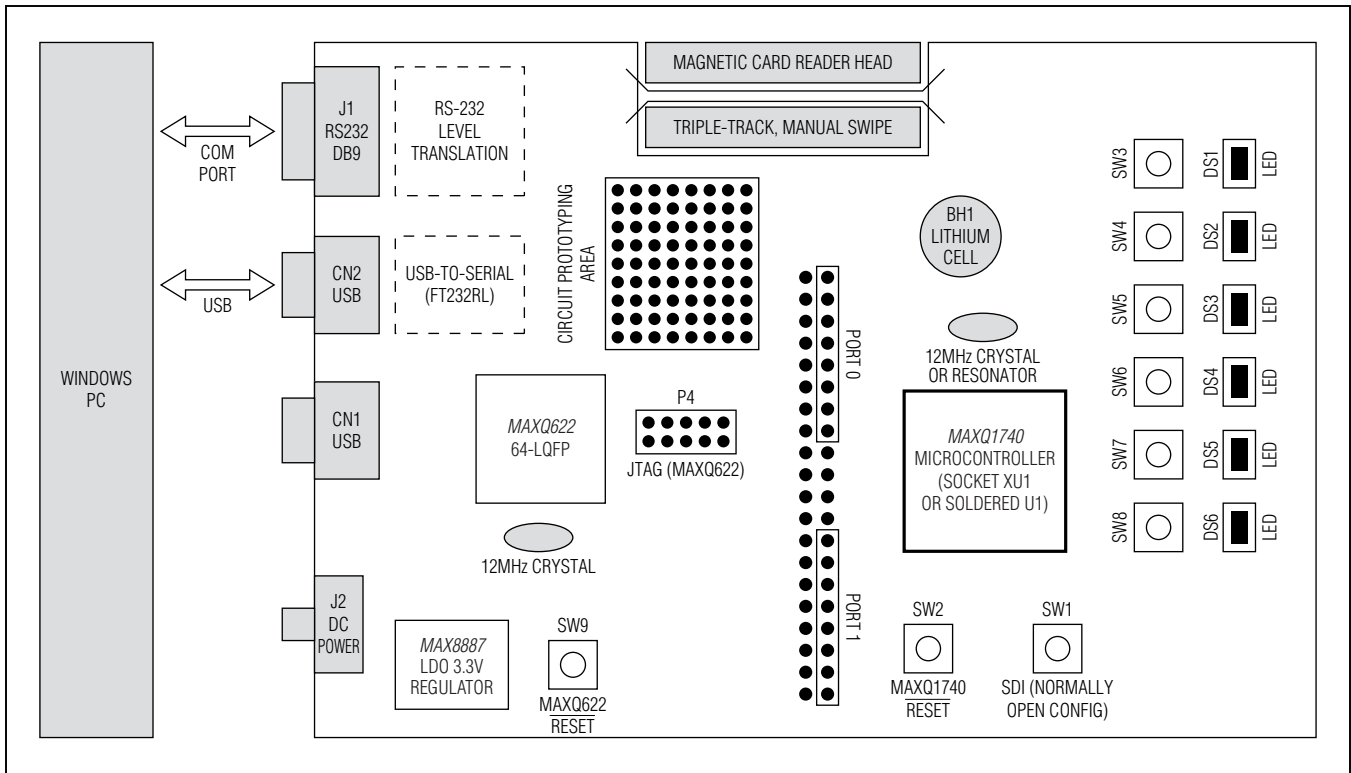 MAGNETIC CARD READER HEAD
TRIPLE-TRACK, MANUAL SWIPE
WINDOWS
PC
COM
PORT
J1
RS232
DB9
RS-232
LEVEL
TRANSLATION
USB
CN2
USB
USB-TO-SERIAL
(FT232RL)
CIRCUIT PROTOTYPING
AREA
CN1
USB
MAXQ622
64-LQFP
P4
JTAG (MAXQ622)
12MHz CRYSTAL
J2
DC
POWER
MAX8887
LDO 3.3V
REGULATOR
SW9
MAXQ622
RESET
PORT 0
PORT 1
BH1
LITHIUM
CELL
12MHz CRYSTAL
OR RESONATOR
MAXQ1740
MICROCONTROLLER
(SOCKET XU1
OR SOLDERED U1)
SW2
MAXQ1740
RESET
SW1
SDI (NORMALLY
OPEN CONFIG)
SW3
DS1
LED
SW4
DS2
LED
SW5
DS3
LED
SW6
DS4
LED
SW7
DS5
LED
SW8
DS6
LED